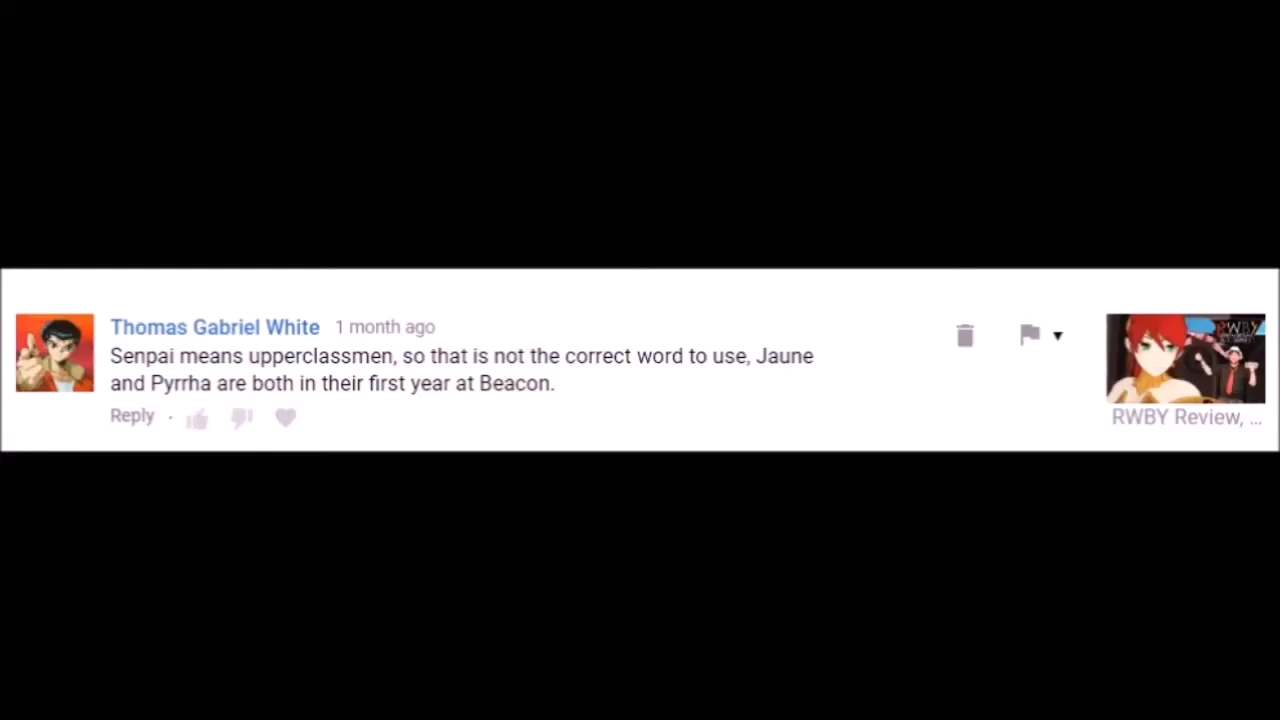 Thomas Gabriel White 1 month ago
Senpai means upperclassmen, so that is not the correct word to use, Jaune
and Pyrrha are both in their first year at Beacon.
Reply ·
RWBY
RWBY Review, ...